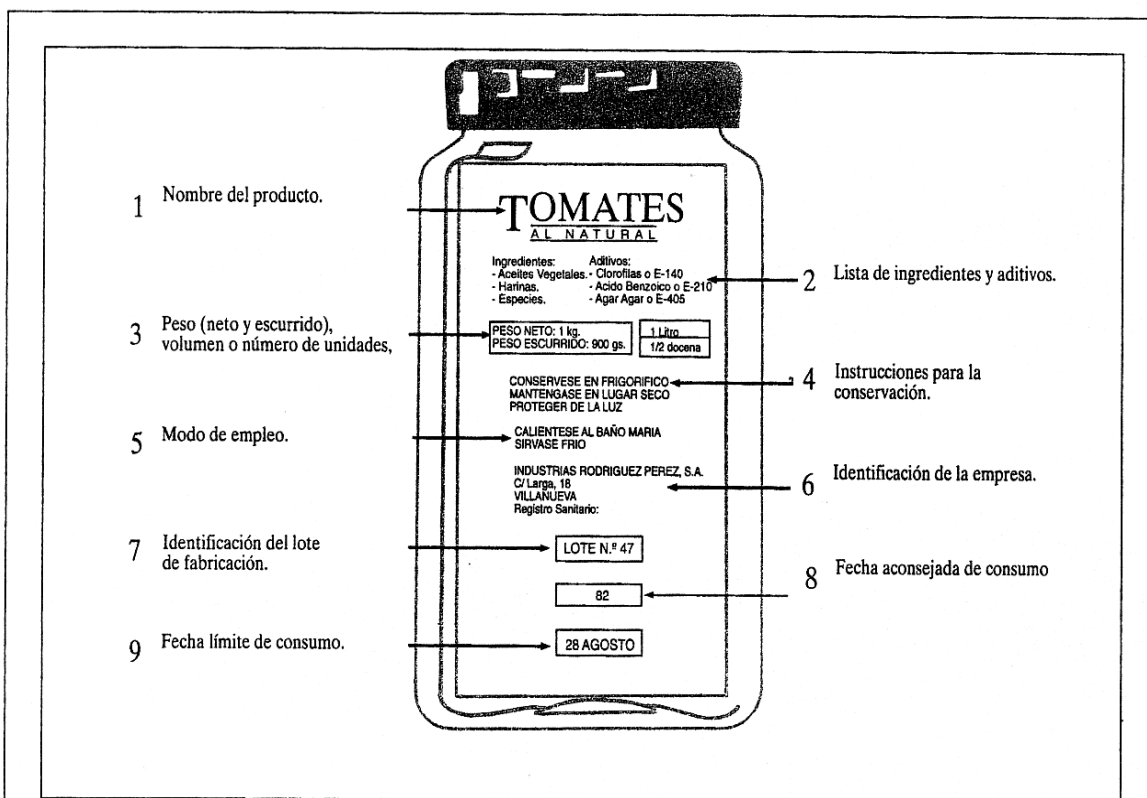 1 Nombre del producto.
TOMATES
AL NATURAL
Ingredientes: Aditivos:
- Aceites Vegetales. - Clorofilas o E-140
- Harinas. - Acido Benzoico o E-210
- Especies. - Agar Agar o E-405
2 Lista de ingredientes y aditivos.
3 Peso (neto y escurrido),
volumen o número de unidades,
PESO NETO: 1 kg.
PESO ESCURRIDO: 900 gs.
1 Litro
1/2 docena
CONSERVESE EN FRIGORIFICO
MANTENGASE EN LUGAR SECO
PROTEGER DE LA LUZ
4 Instrucciones para la
conservación.
5 Modo de empleo.
CALIENTESE AL BAÑO MARIA
SIRVASE FRIO
INDUSTRIAS RODRIGUEZ PEREZ, S.A.
C/ Larga, 18
VILLANUEVA
Registro Sanitario:
6 Identificación de la empresa.
7 Identificación del lote
de fabricación.
LOTE N.º 47
82
8 Fecha aconsejada de consumo
9 Fecha límite de consumo.
28 AGOSTO